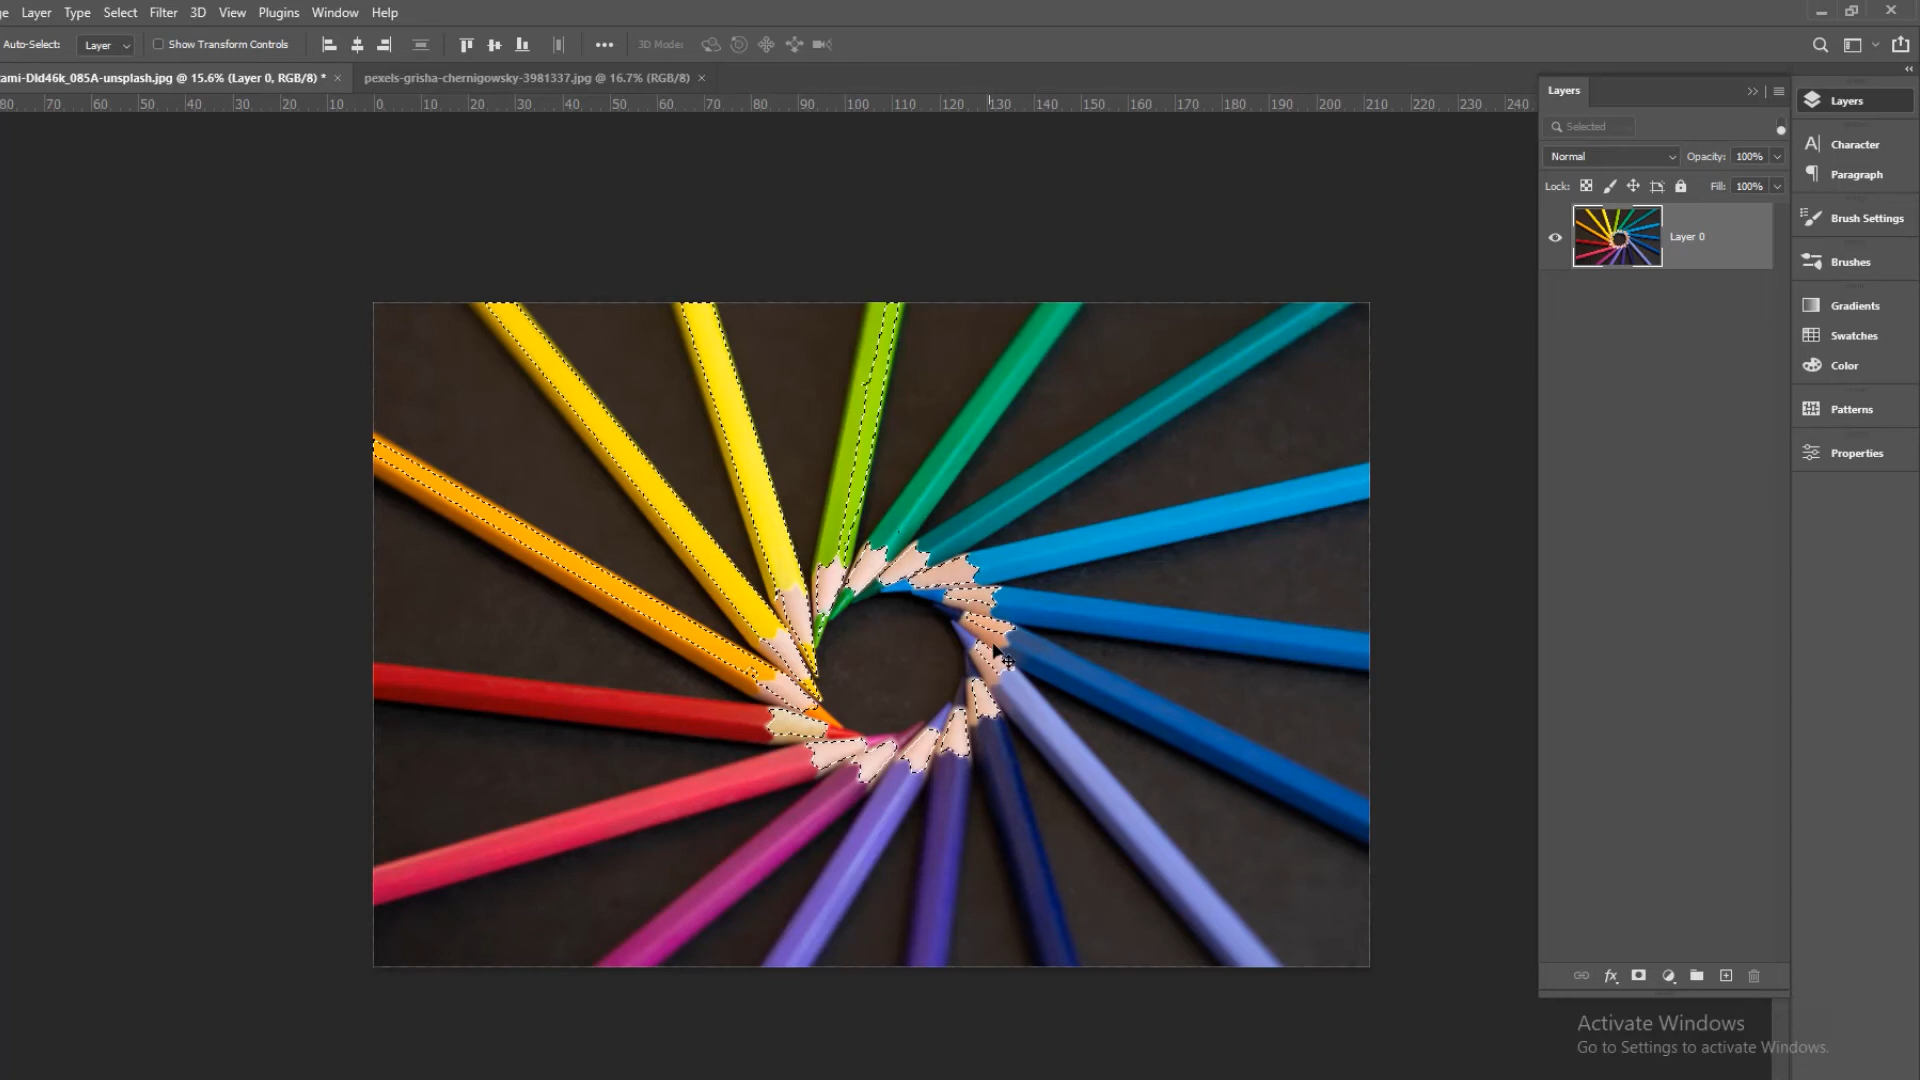 ge Layer Type Select Filter 3D View Plugins Window Help
Auto-Select: Layer Show Transform Controls 3D Mode:
tami-Dld46k_085A-unsplash.jpg @ 15.6% (Layer 0, RGB/8) * × pexels-grisha-chernigowsky-3981337.jpg @ 16.7% (RGB/8) ×
80 70 60 50 40 30 20 10 0 10 20 30 40 50 60 70 80 90 100 110 120 130 140 150 160 170 180 190 200 210 220 230 240
Layers
Selected
Normal Opacity: 100%
Lock: Fill: 100%
Layer 0
Layers
Character
Paragraph
Brush Settings
Brushes
Gradients
Swatches
Color
Patterns
Properties
fx
Activate Windows
Go to Settings to activate Windows.